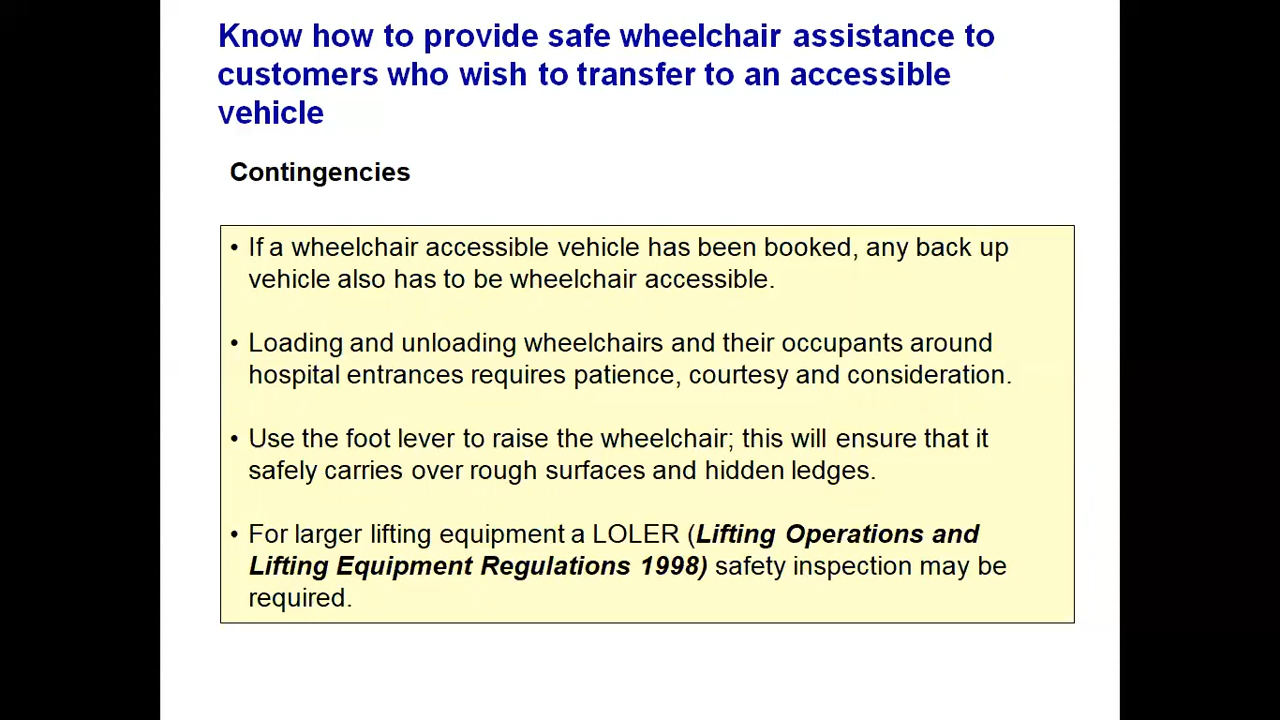 Know how to provide safe wheelchair assistance to
customers who wish to transfer to an accessible
vehicle
Contingencies
• If a wheelchair accessible vehicle has been booked, any back up
vehicle also has to be wheelchair accessible.
• Loading and unloading wheelchairs and their occupants around
hospital entrances requires patience, courtesy and consideration.
• Use the foot lever to raise the wheelchair; this will ensure that it
safely carries over rough surfaces and hidden ledges.
• For larger lifting equipment a LOLER (Lifting Operations and
Lifting Equipment Regulations 1998) safety inspection may be
required.